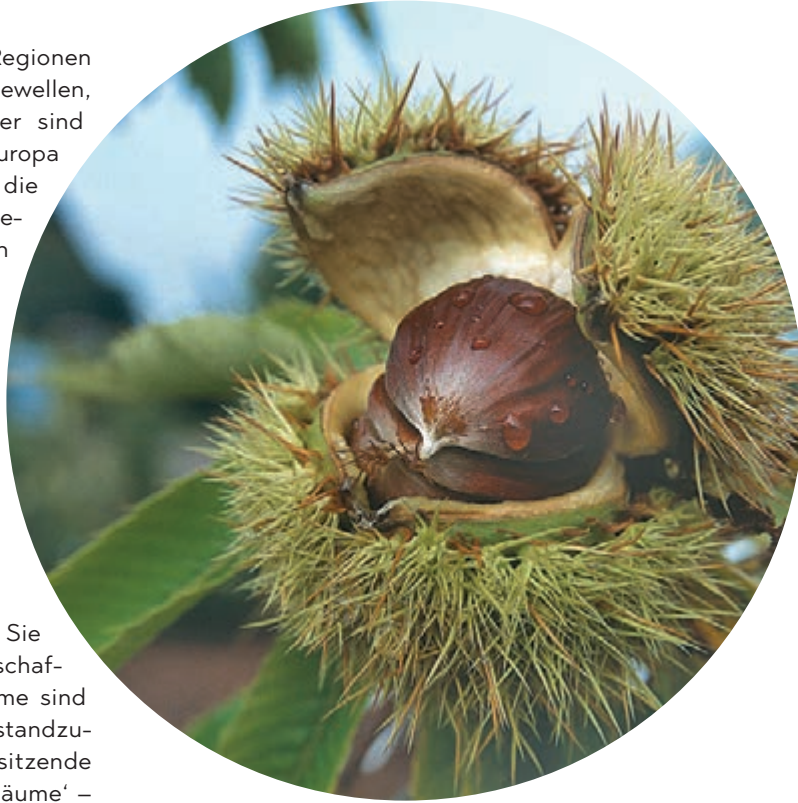 Regionen
ewellen,
er sind
uropa
die
e-
n
Sie
schaf-
me sind
standzu-
sitzende
äume‘ –